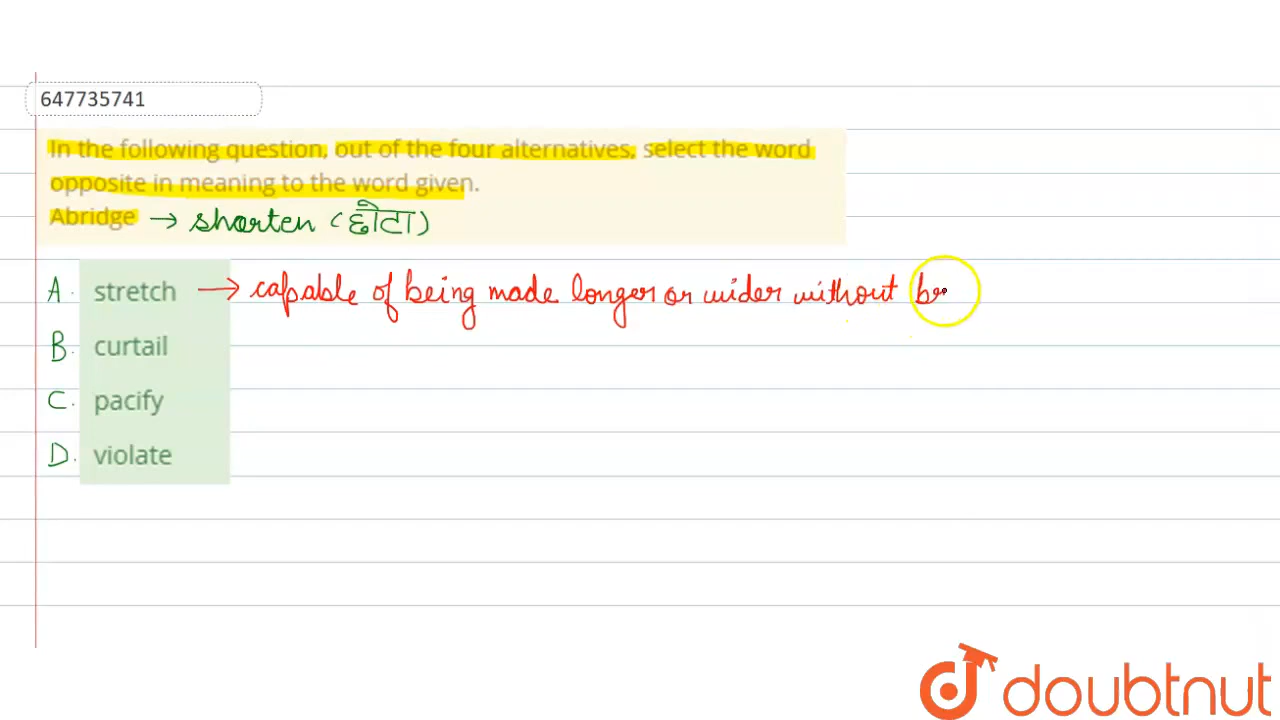 647735741
In the following question, out of the four alternatives, select the word
opposite in meaning to the word given.
Abridge → shorten (छोटा)
A. stretch → capable of being made longer or wider without br
B. curtail
C. pacify
D. violate
doubtnut